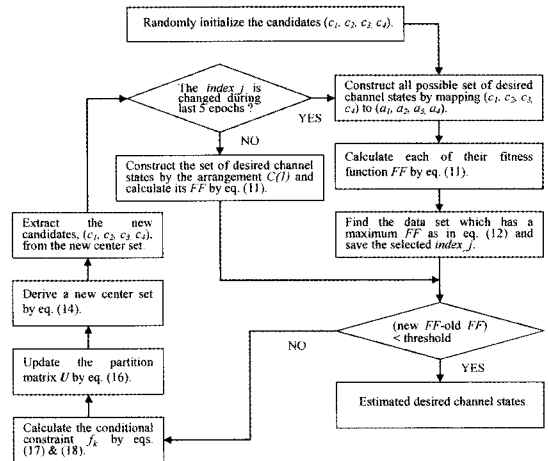 Randomly initialize the candidates (c1, c2, c3, c4).
The index_j is
changed during
last 5 epochs ?
YES
NO
Construct all possible set of desired
channel states by mapping (c1, c2, c3,
c4) to (a1, a2, a3, a4).
Construct the set of desired channel
states by the arrangement C(1) and
calculate its FF by eq. (11).
Calculate each of their fitness
function FF by eq. (11).
Find the data set which has a
maximum FF as in eq. (12) and
save the selected index_j.
Extract the new
candidates, (c1, c2, c3, c4),
from the new center set.
Derive a new center set
by eq. (14).
Update the partition
matrix U by eq. (16).
Calculate the conditional
constraint fk by eqs.
(17) & (18).
(new FF-old FF)
< threshold
NO
YES
Estimated desired channel states.